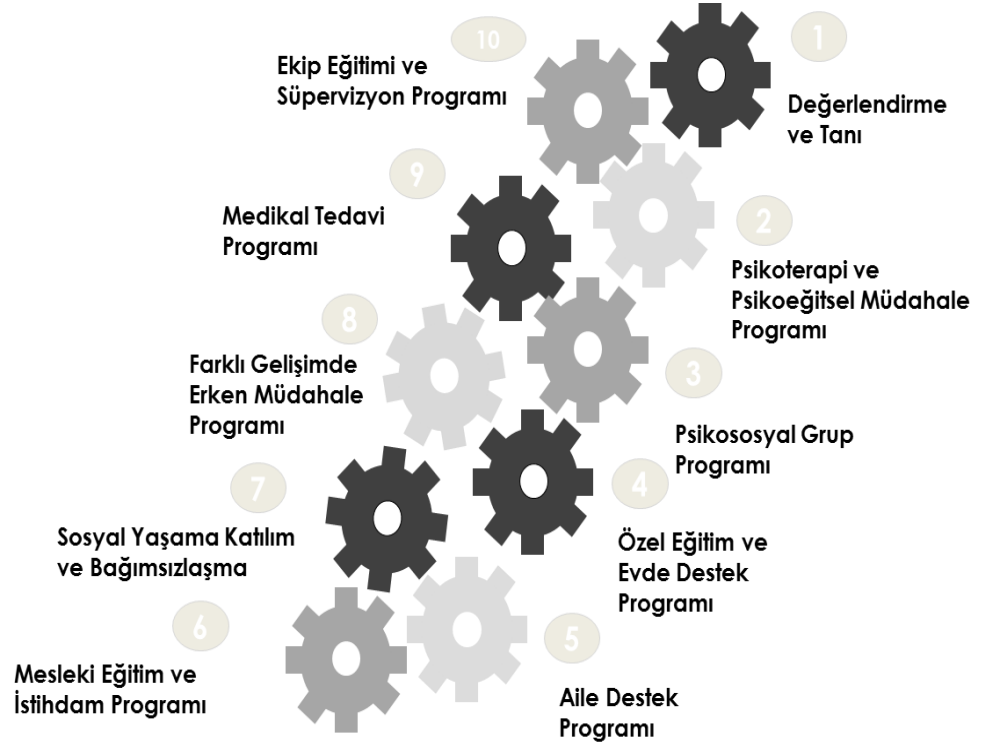 1
Değerlendirme
ve Tanı
2
Psikoterapi ve
Psikoeğitsel Müdahale
Programı
3
Psikososyal Grup
Programı
4
Özel Eğitim ve
Evde Destek
Programı
5
Aile Destek
Programı
6
Mesleki Eğitim ve
İstihdam Programı
7
Sosyal Yaşama Katılım
ve Bağımsızlaşma
8
Farklı Gelişimde
Erken Müdahale
Programı
9
Medikal Tedavi
Programı
10
Ekip Eğitimi ve
Süpervizyon Programı